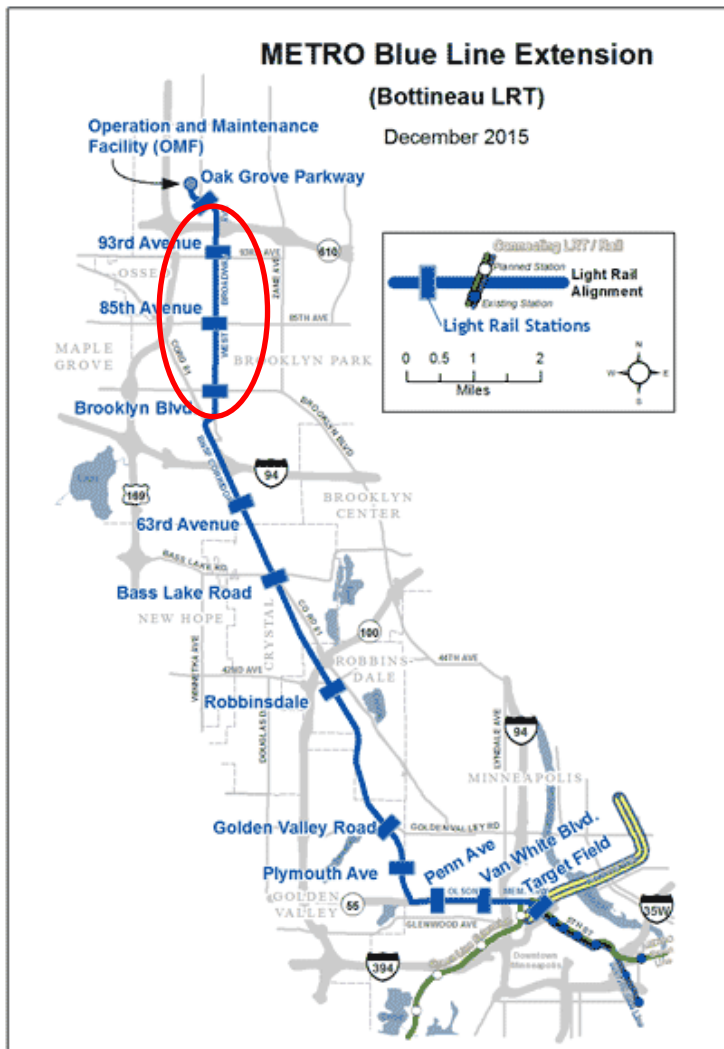 METRO Blue Line Extension
(Bottineau LRT)
December 2015
Operation and Maintenance
Facility (OMF)
Oak Grove Parkway
93rd Avenue
93RD AVE
610
OSSEO
BROADWAY
ZANE AVE
85th Avenue
85TH AVE
WEST
MAPLE
GROVE
CO RD 81
BROOKLYN PARK
Brooklyn Blvd
BROOKLYN BLVD
Connecting LRT / Rail
Planned Station
Light Rail
Alignment
Existing Station
Light Rail Stations
0 0.5 1 2
Miles
N
W E
S
BNSF CORRIDOR
94
169
BROOKLYN
CENTER
63rd Avenue
BASS LAKE RD
Bass Lake Road
NEW HOPE
CRYSTAL
CO RD 81
100
ROBBINS-
DALE
44TH AVE
42ND AVE
WINNETKA AVE
Robbinsdale
DOUGLAS D
LYNDALE AVE
94
MINNEAPOLIS
Golden Valley Road
GOLDEN VALLEY RD
Plymouth Ave
Penn Ave
Van White Blvd.
Target Field
OLSON MEM
GOLDEN
VALLEY
55
GLENWOOD AVE
35W
5TH ST
394
Downtown
Minneapolis